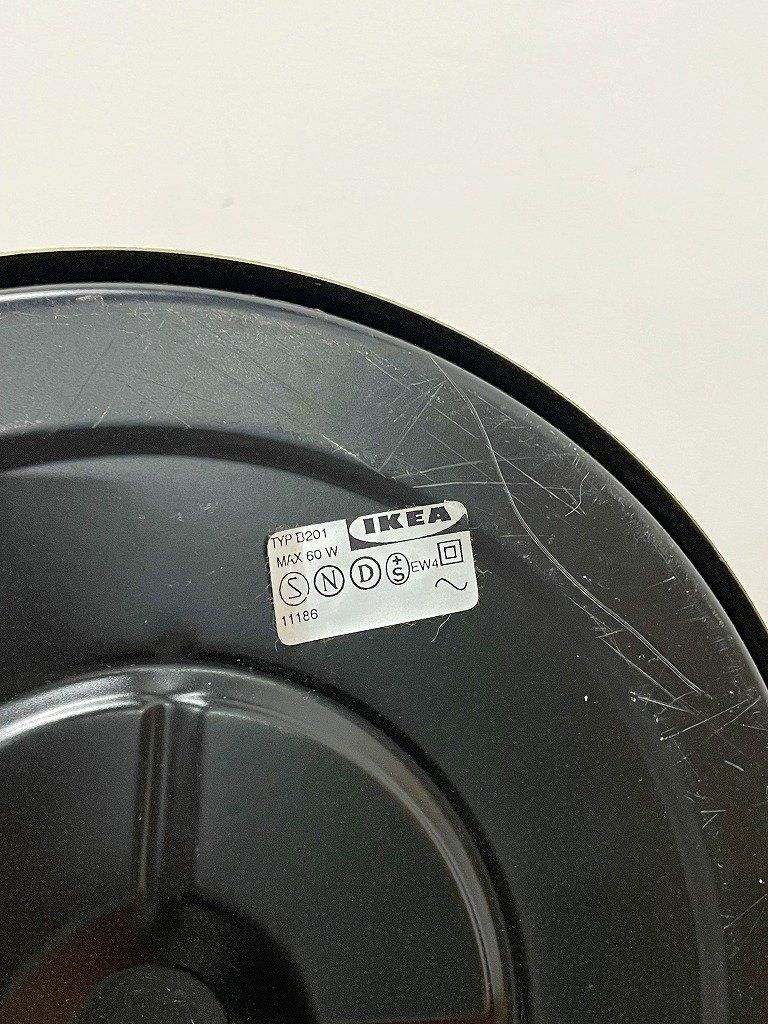 TYP B201
IKEA
MAX 60 W
S N D +S EW4
11186